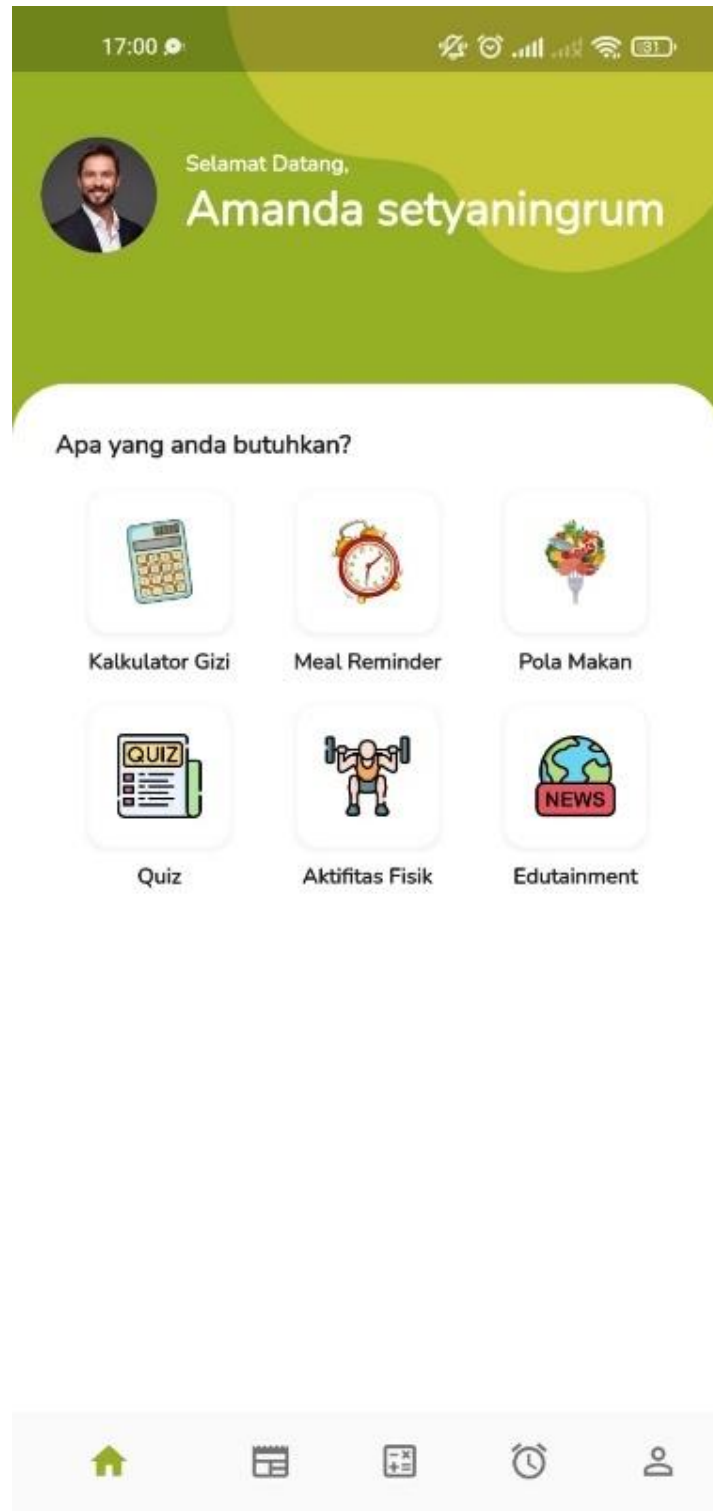 17:00
31
Selamat Datang,
Amanda setyaningrum
Apa yang anda butuhkan?
Kalkulator Gizi Meal Reminder Pola Makan
QUIZ NEWS
Quiz Aktifitas Fisik Edutainment